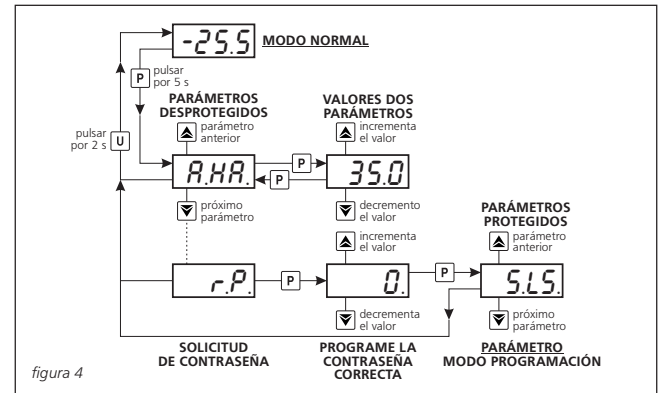 -25.5
MODO NORMAL
P
pulsar
por 5 s
PARÁMETROS
DESPROTEGIDOS
VALORES DOS
PARÁMETROS
pulsar
por 2 s
U
parámetro
anterior
incrementa
el valor
A.HA.
P
P
35.0
próximo
parámetro
decremento
el valor
PARÁMETROS
PROTEGIDOS
incrementa
el valor
parámetro
anterior
r.P.
P
0.
P
S.LS.
decrementa
el valor
próximo
parámetro
SOLICITUD
DE CONTRASEÑA
PROGRAME LA
CONTRASEÑA
CORRECTA
PARÁMETRO
MODO PROGRAMACIÓN
figura 4